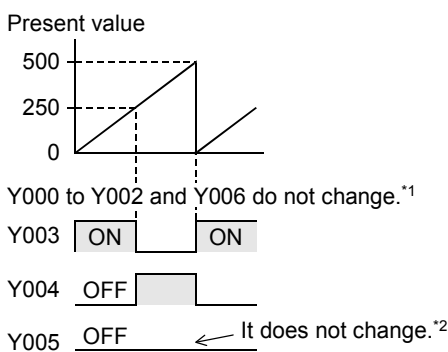 Present value
500
250
0
Y000 to Y002 and Y006 do not change.*1
Y003 ON ON
Y004 OFF
Y005 OFF It does not change.*2